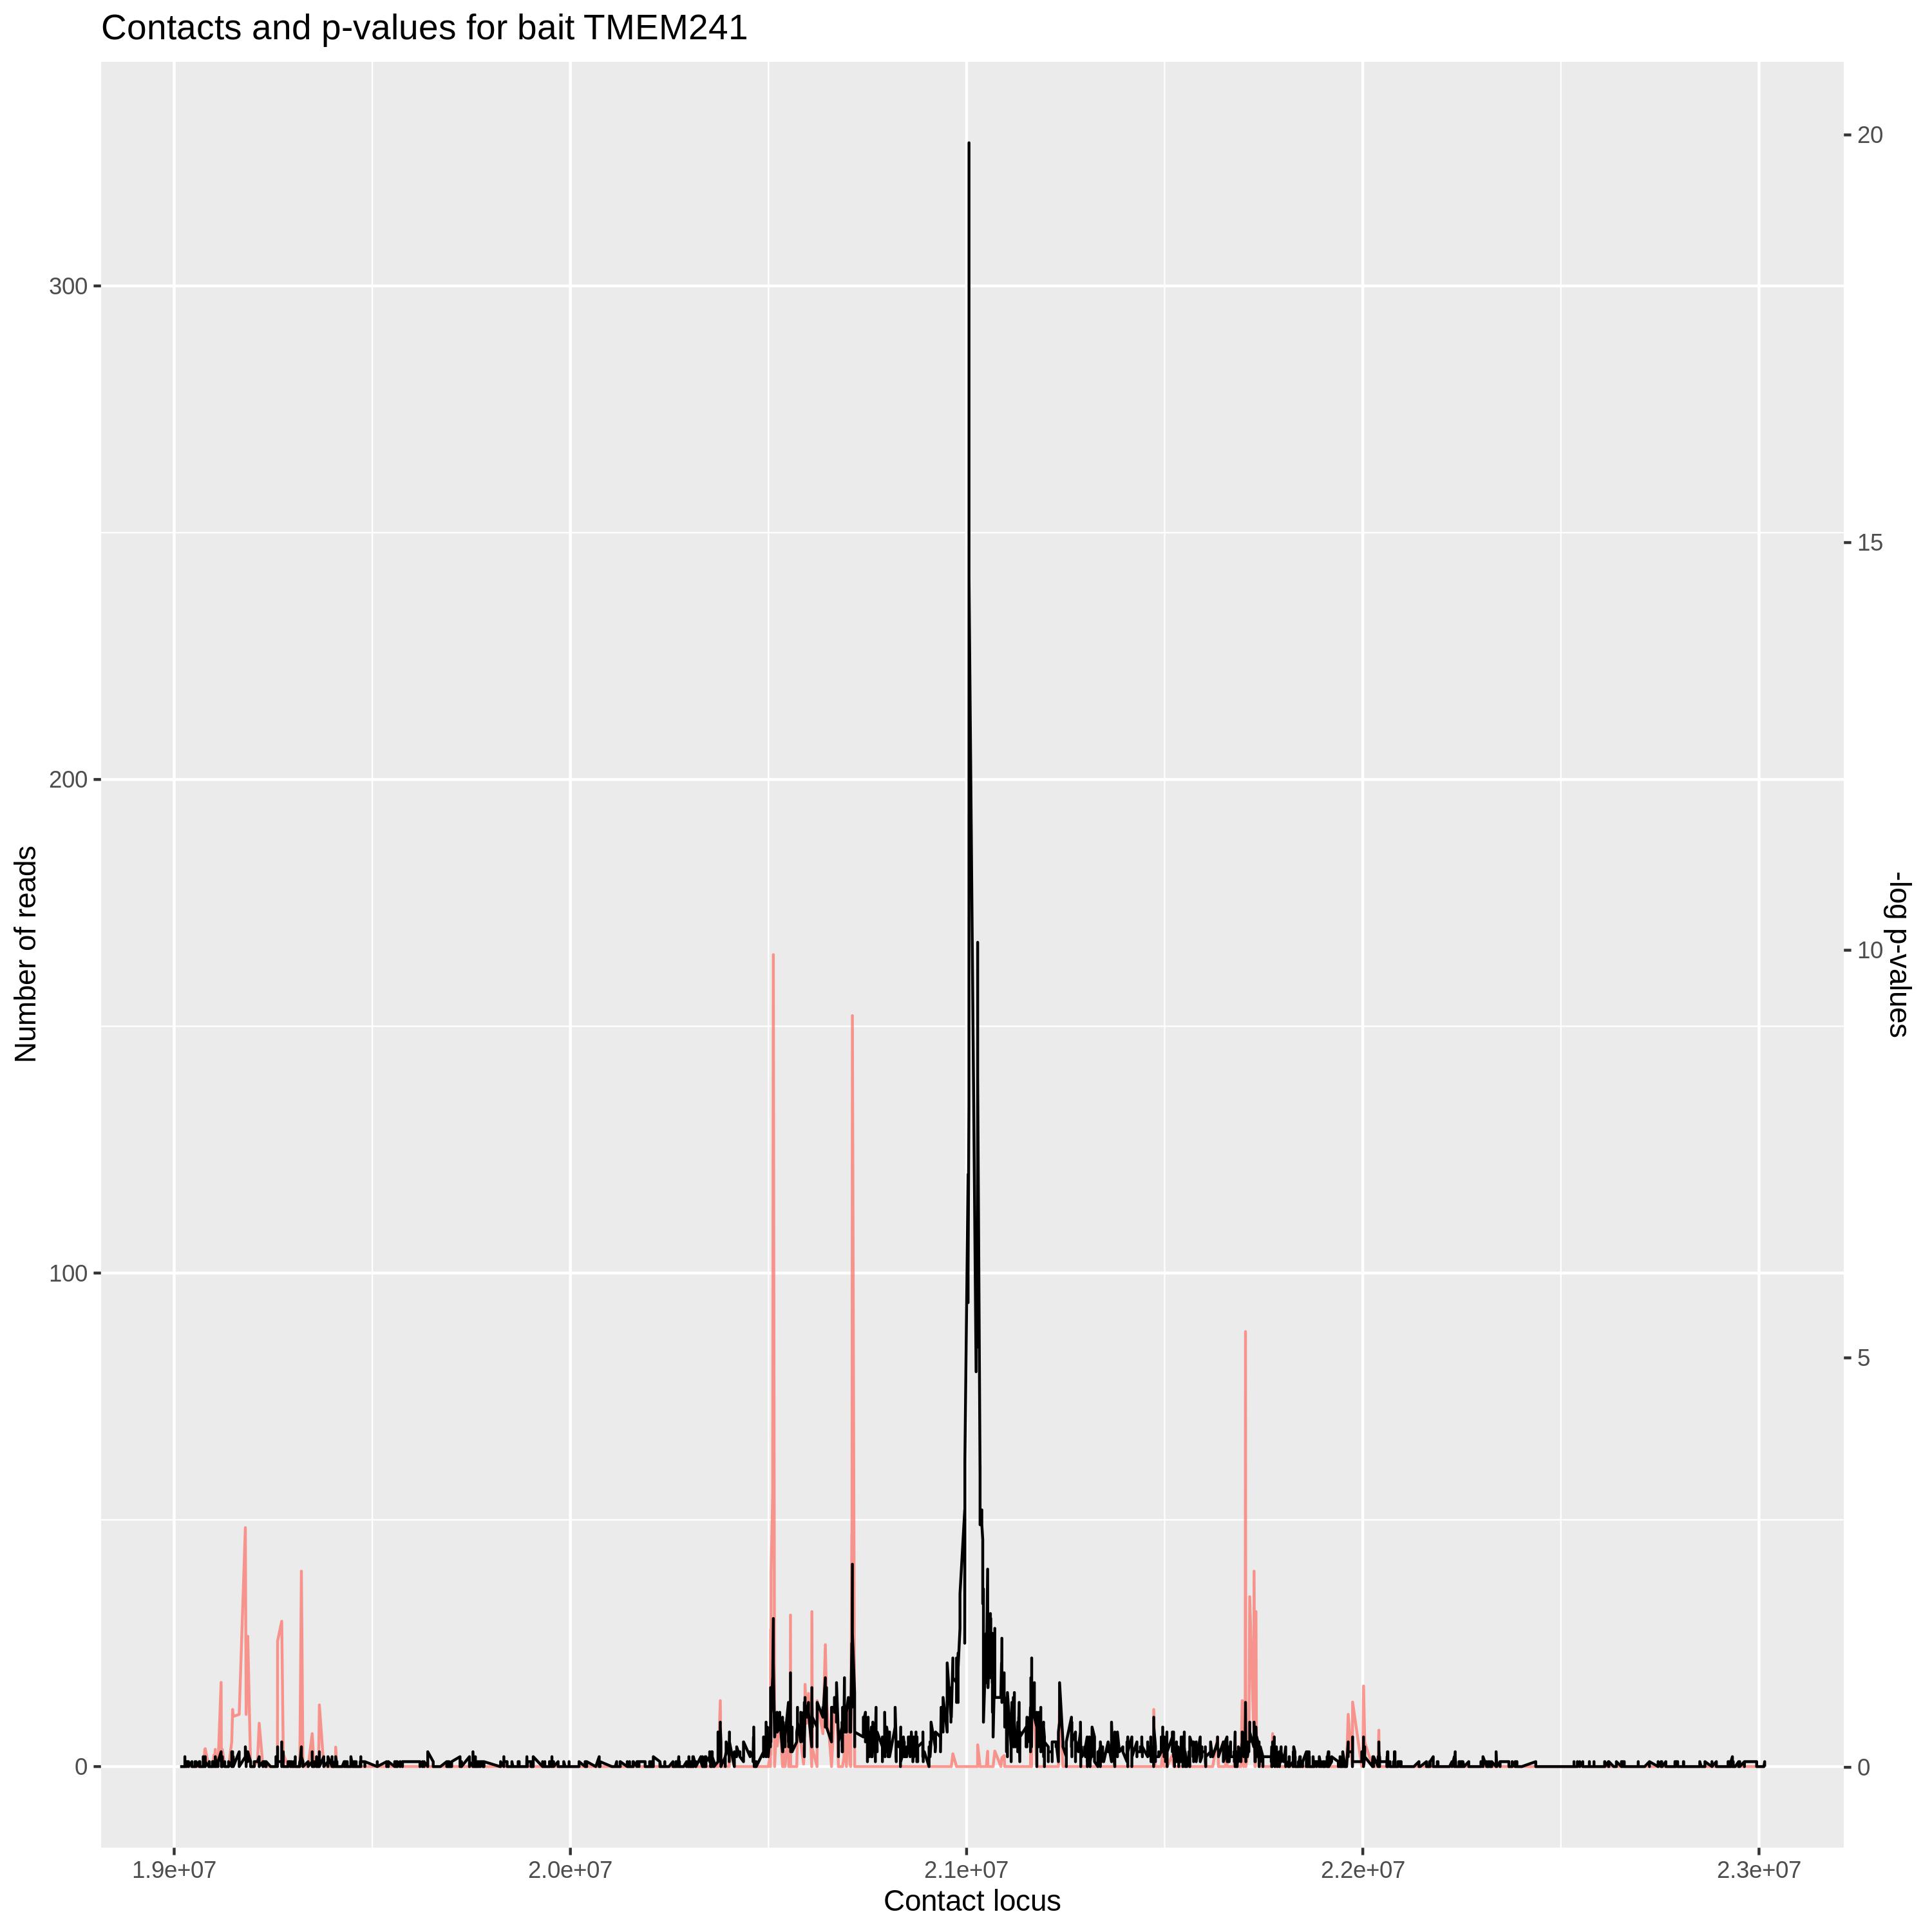 Contacts and p-values for bait TMEM241
Number of reads
300
200
100
0
20
15
10
5
0
-log p-values
1.9e+07
2.0e+07
2.1e+07
2.2e+07
2.3e+07
Contact locus